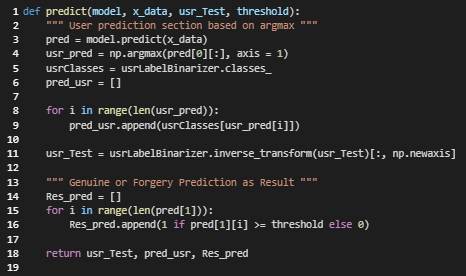 1 def predict(model, x_data, usr_Test, threshold):
2     """ User prediction section based on argmax """
3     pred = model.predict(x_data)
4     usr_pred = np.argmax(pred[0][:], axis = 1)
5     usrClasses = usrLabelBinarizer.classes_
6     pred_usr = []
7
8     for i in range(len(usr_pred)):
9         pred_usr.append(usrClasses[usr_pred[i]])
10
11     usr_Test = usrLabelBinarizer.inverse_transform(usr_Test)[:, np.newaxis]
12
13     """ Genuine or Forgery Prediction as Result """
14     Res_pred = []
15     for i in range(len(pred[1])):
16         Res_pred.append(1 if pred[1][i] >= threshold else 0)
17
18     return usr_Test, pred_usr, Res_pred
19